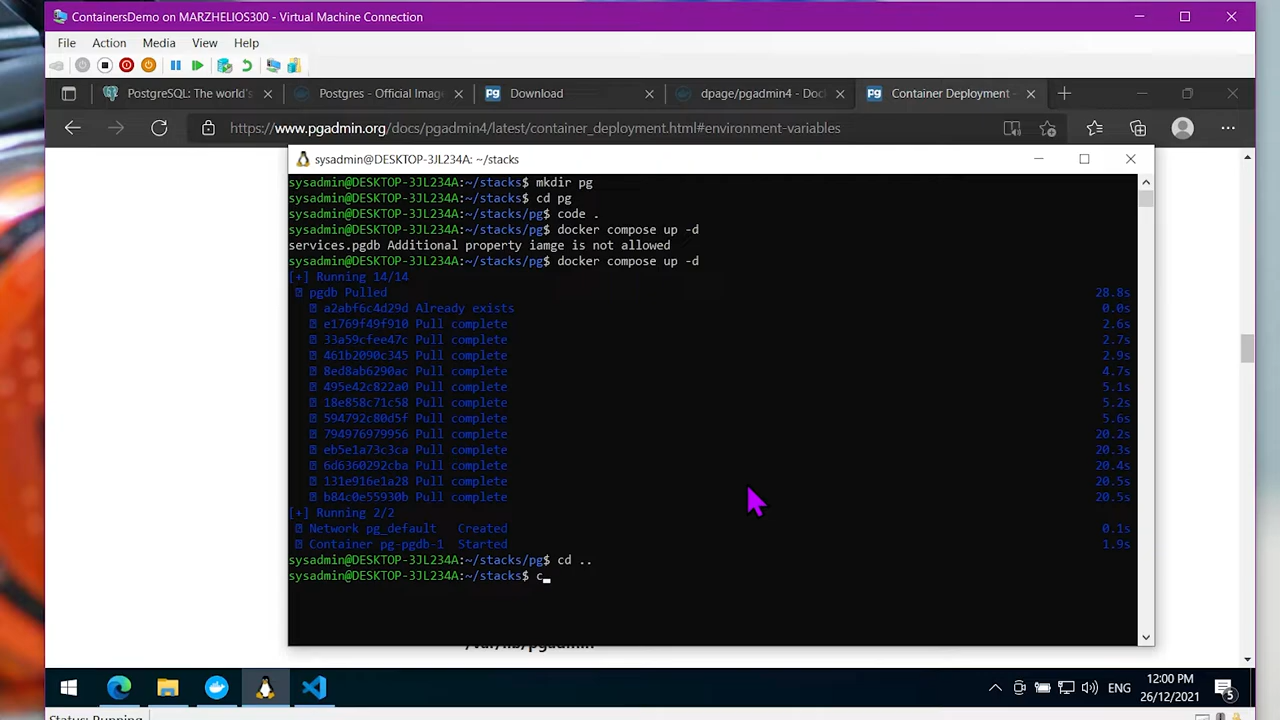 ContainersDemo on MARZHELIOS300 - Virtual Machine Connection
File Action Media View Help
PostgreSQL: The world's
Postgres - Official Imag
Download
dpage/pgadmin4 - Doc
Container Deployment -
https://www.pgadmin.org/docs/pgadmin4/latest/container_deployment.html#environment-variables
sysadmin@DESKTOP-3JL234A: ~/stacks
sysadmin@DESKTOP-3JL234A:~/stacks$ mkdir pg
sysadmin@DESKTOP-3JL234A:~/stacks$ cd pg
sysadmin@DESKTOP-3JL234A:~/stacks/pg$ code .
sysadmin@DESKTOP-3JL234A:~/stacks/pg$ docker compose up -d
services.pgdb Additional property iamge is not allowed
sysadmin@DESKTOP-3JL234A:~/stacks/pg$ docker compose up -d
[+] Running 14/14
pgdb Pulled 28.8s
a2abf6c4d29d Already exists 0.0s
e1769f49f910 Pull complete 2.6s
33a59cfee47c Pull complete 2.7s
461b2090c345 Pull complete 2.9s
8ed8ab6290ac Pull complete 4.7s
495e42c822a0 Pull complete 5.1s
18e858c71c58 Pull complete 5.2s
594792c80d5f Pull complete 5.6s
794976979956 Pull complete 20.2s
eb5e1a73c3ca Pull complete 20.3s
6d6360292cba Pull complete 20.4s
131e916e1a28 Pull complete 20.5s
b84c0e55930b Pull complete 20.5s
[+] Running 2/2
Network pg_default Created 0.1s
Container pg-pgdb-1 Started 1.9s
sysadmin@DESKTOP-3JL234A:~/stacks/pg$ cd ..
sysadmin@DESKTOP-3JL234A:~/stacks$ c
/var/lib/pgadmin
12:00 PM
ENG
26/12/2021
5
Status: Running